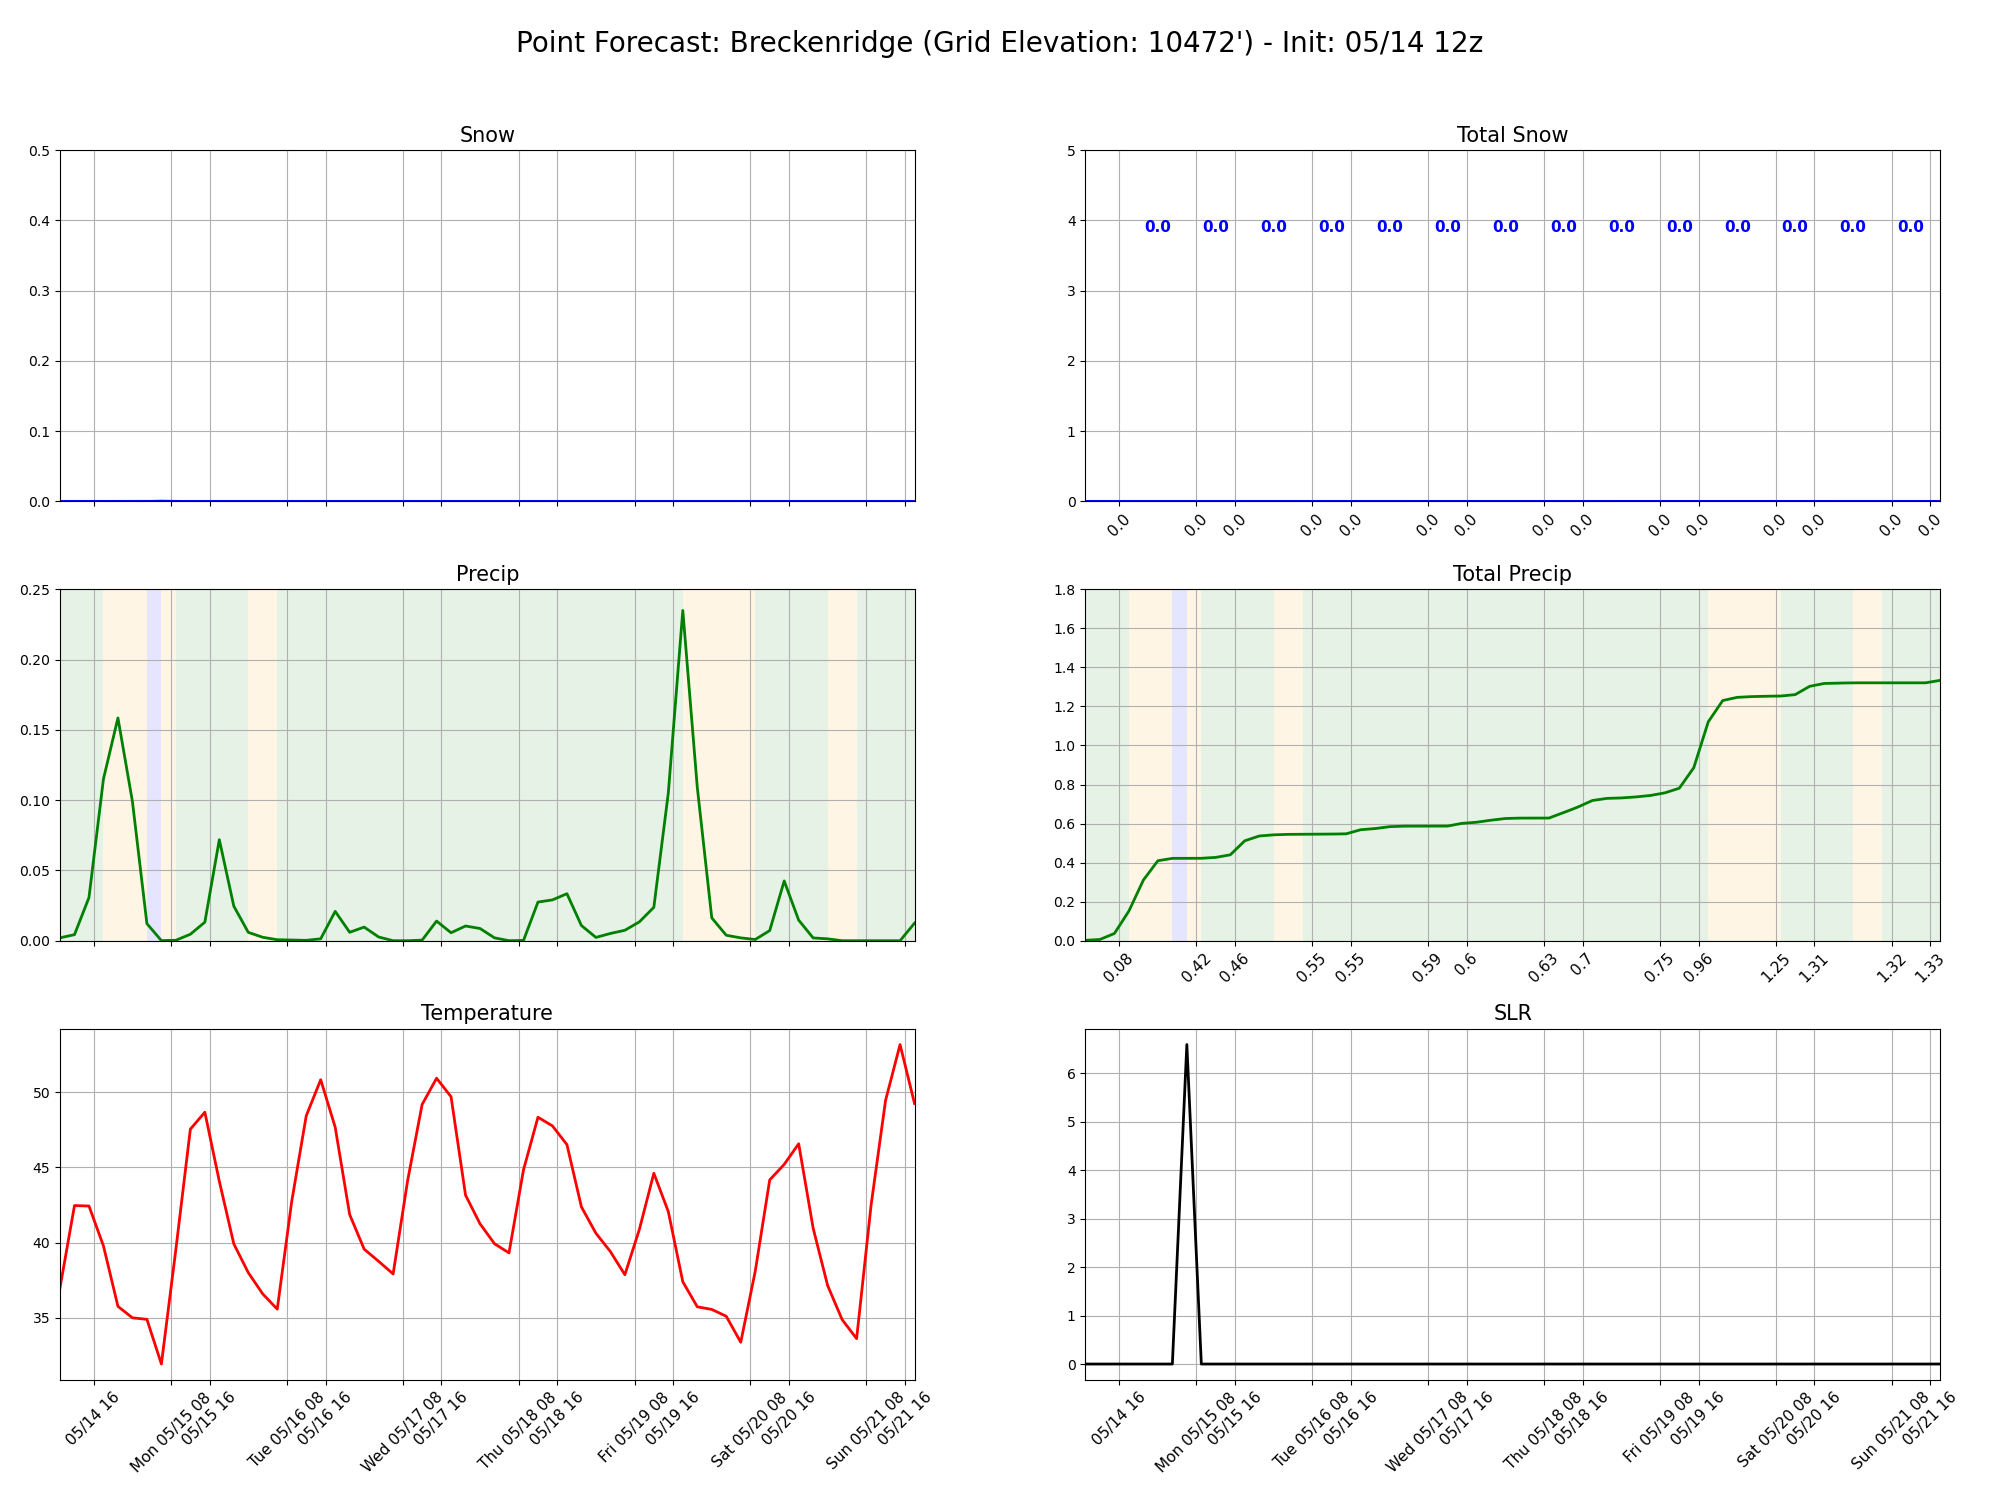 Point Forecast: Breckenridge (Grid Elevation: 10472') - Init: 05/14 12z
Snow
0.5
0.4
0.3
0.2
0.1
0.0
Total Snow
5
4
3
2
1
0
0.0 0.0 0.0 0.0 0.0 0.0 0.0 0.0 0.0 0.0 0.0 0.0 0.0 0.0
0.0 0.0 0.0 0.0 0.0 0.0 0.0 0.0 0.0 0.0 0.0 0.0 0.0 0.0 0.0
Precip
0.25
0.20
0.15
0.10
0.05
0.00
Total Precip
1.8
1.6
1.4
1.2
1.0
0.8
0.6
0.4
0.2
0.0
0.08 0.42 0.46 0.55 0.55 0.59 0.6 0.63 0.7 0.75 0.96 1.25 1.31 1.32 1.33
Temperature
50
45
40
35
05/14 16
Mon 05/15 08
05/15 16
Tue 05/16 08
05/16 16
Wed 05/17 08
05/17 16
Thu 05/18 08
05/18 16
Fri 05/19 08
05/19 16
Sat 05/20 08
05/20 16
Sun 05/21 08
05/21 16
SLR
6
5
4
3
2
1
0
05/14 16
Mon 05/15 08
05/15 16
Tue 05/16 08
05/16 16
Wed 05/17 08
05/17 16
Thu 05/18 08
05/18 16
Fri 05/19 08
05/19 16
Sat 05/20 08
05/20 16
Sun 05/21 08
05/21 16